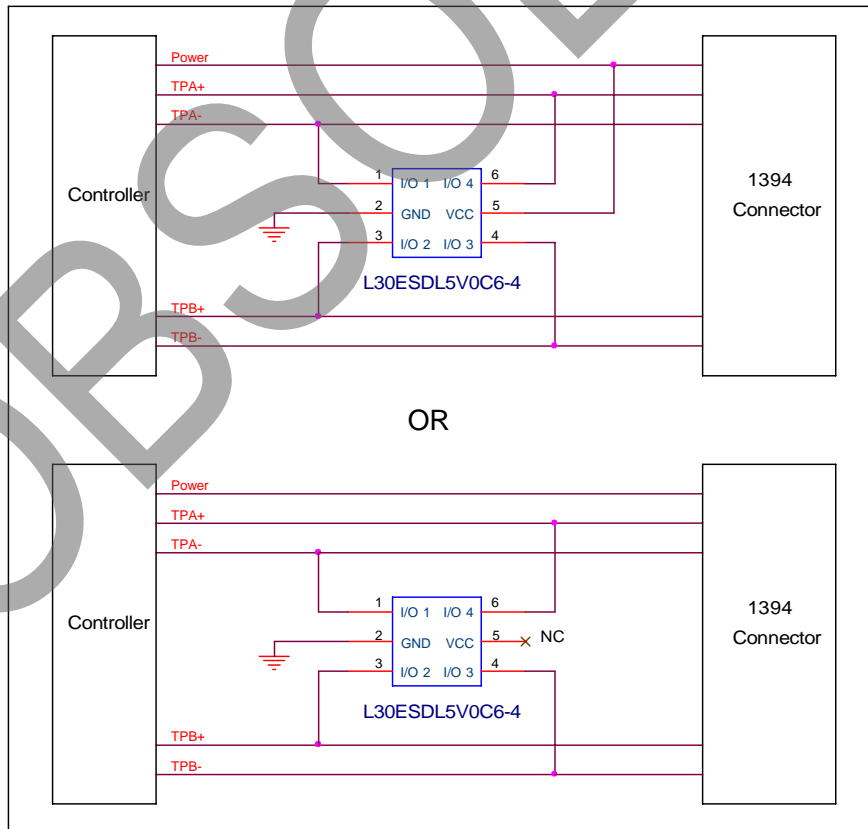 Power
TPA+
TPA-
Controller
1 I/O 1 I/O 4 6
2 GND VCC 5
3 I/O 2 I/O 3 4
L30ESDL5V0C6-4
1394
Connector
TPB+
TPB-
OR
Power
TPA+
TPA-
Controller
1 I/O 1 I/O 4 6
2 GND VCC 5 NC
3 I/O 2 I/O 3 4
L30ESDL5V0C6-4
1394
Connector
TPB+
TPB-